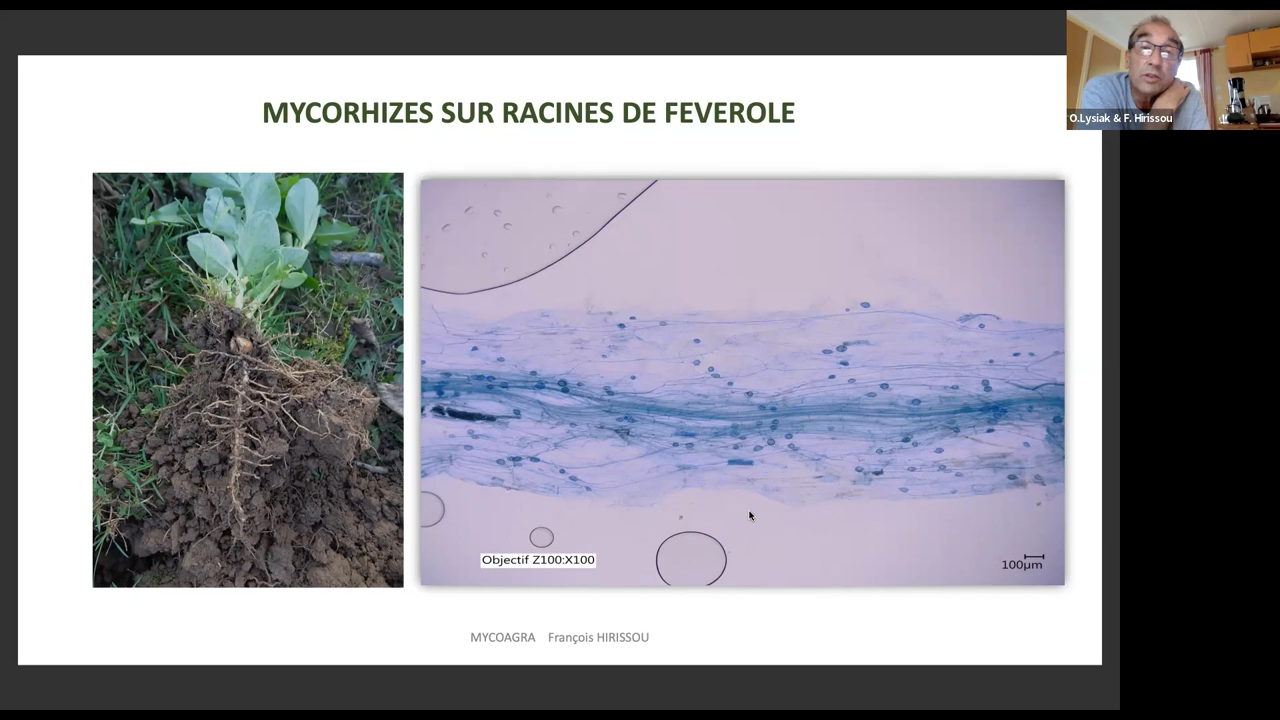 MYCORHIZES SUR RACINES DE FEVEROLE
O.Lysiak & F. Hirissou
Objectif Z100:X100
100µm
MYCOAGRA François HIRISSOU